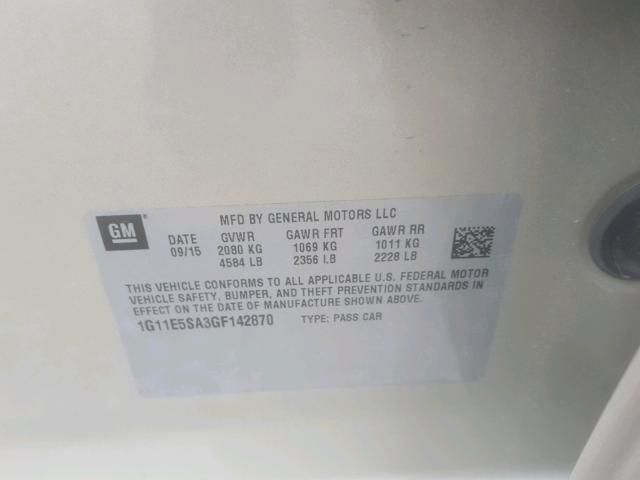 GM
MFD BY GENERAL MOTORS LLC
DATE GVWR GAWR FRT GAWR RR
09/15 2080 KG 1069 KG 1011 KG
4584 LB 2356 LB 2228 LB
THIS VEHICLE CONFORMS TO ALL APPLICABLE U.S. FEDERAL MOTOR
VEHICLE SAFETY, BUMPER, AND THEFT PREVENTION STANDARDS IN
EFFECT ON THE DATE OF MANUFACTURE SHOWN ABOVE.
1G11E5SA3GF142870 TYPE: PASS CAR